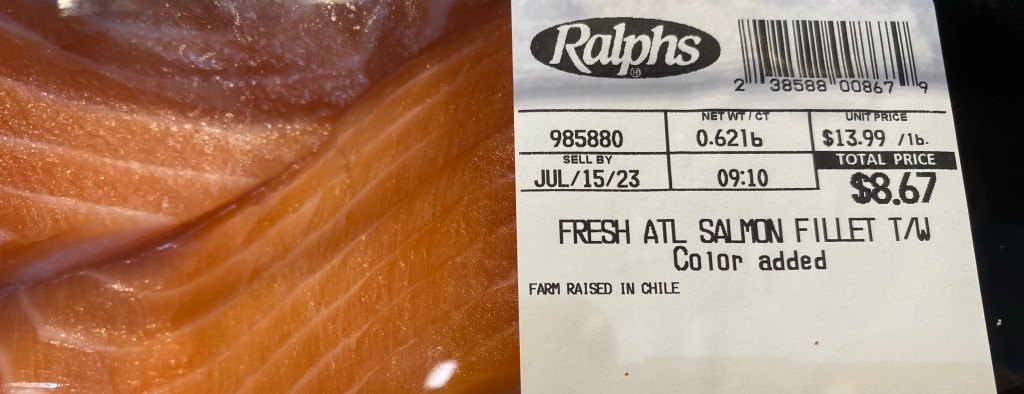 Ralphs
2 38588 00867 9
NET WT / CT
UNIT PRICE
985880
0.62lb
$13.99 /lb.
SELL BY
TOTAL PRICE
JUL/15/23
09:10
$8.67
FRESH ATL SALMON FILLET T/W
Color added
FARM RAISED IN CHILE